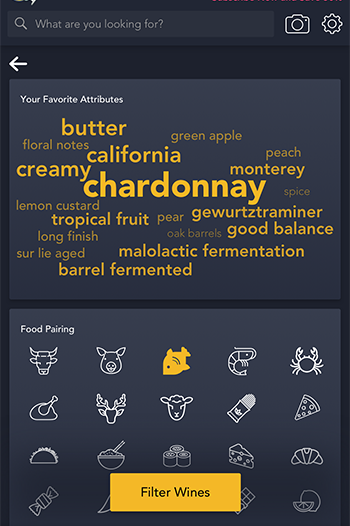 What are you looking for?
Your Favorite Attributes
butter
green apple
floral notes
california
peach
creamy
monterey
chardonnay
spice
lemon custard
tropical fruit
pear
gewurtztraminer
long finish
oak barrels
good balance
sur lie aged
malolactic fermentation
barrel fermented
Food Pairing
Filter Wines